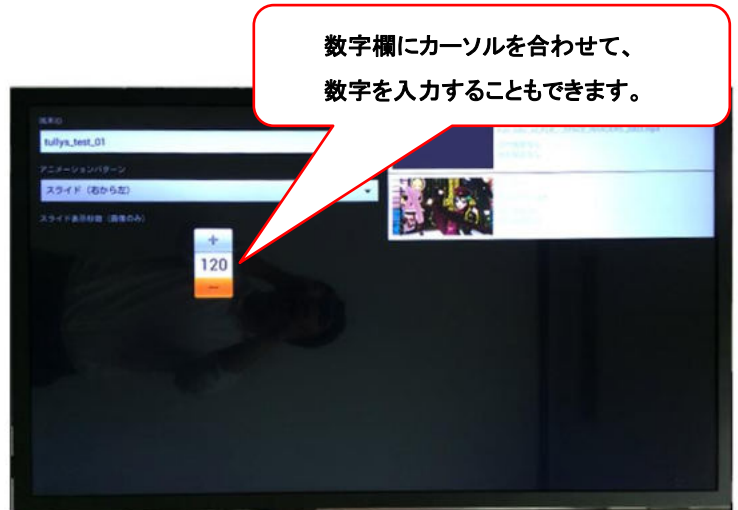 数字欄にカーソルを合わせて、
数字を入力することもできます。
端末ID
tullys_test_01
アニメーションパターン
スライド（右から左）
スライド表示秒数（画像のみ）
+
120
−